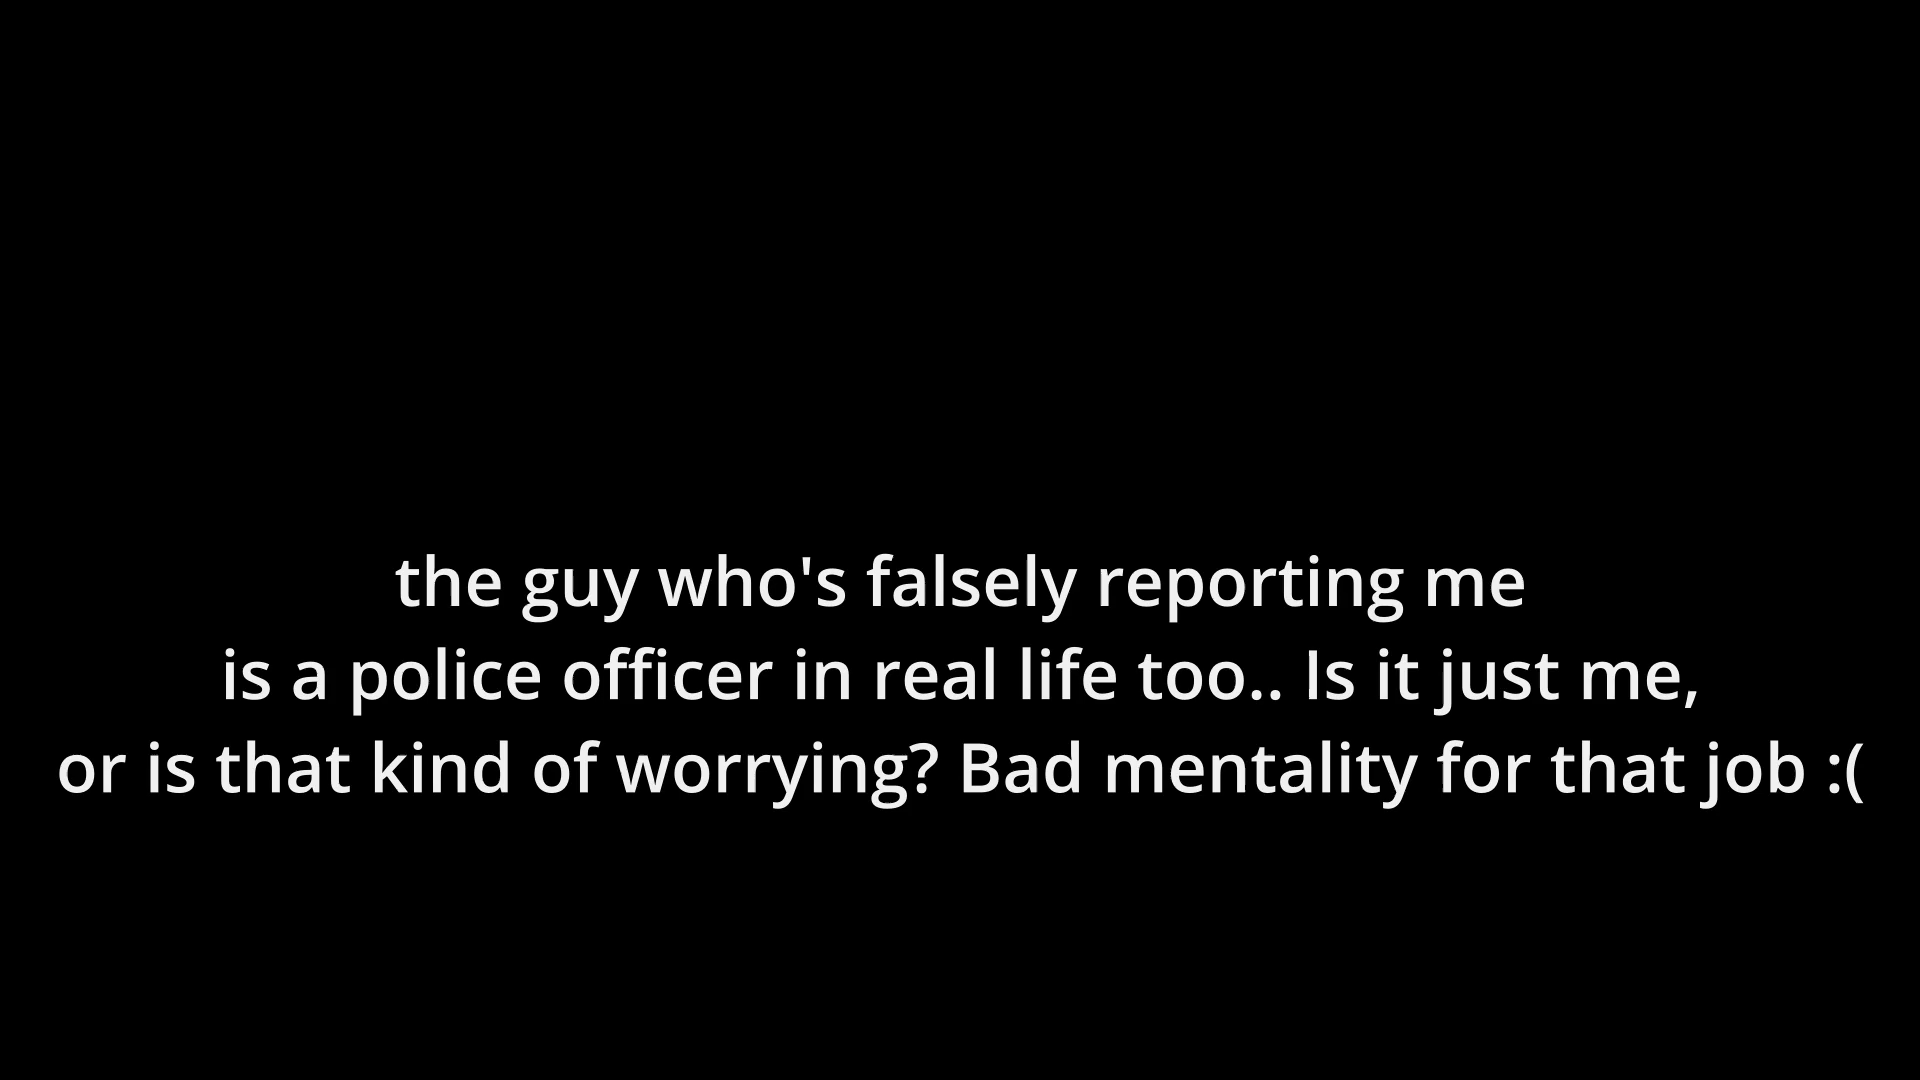 the guy who's falsely reporting me
is a police officer in real life too.. Is it just me,
or is that kind of worrying? Bad mentality for that job :(